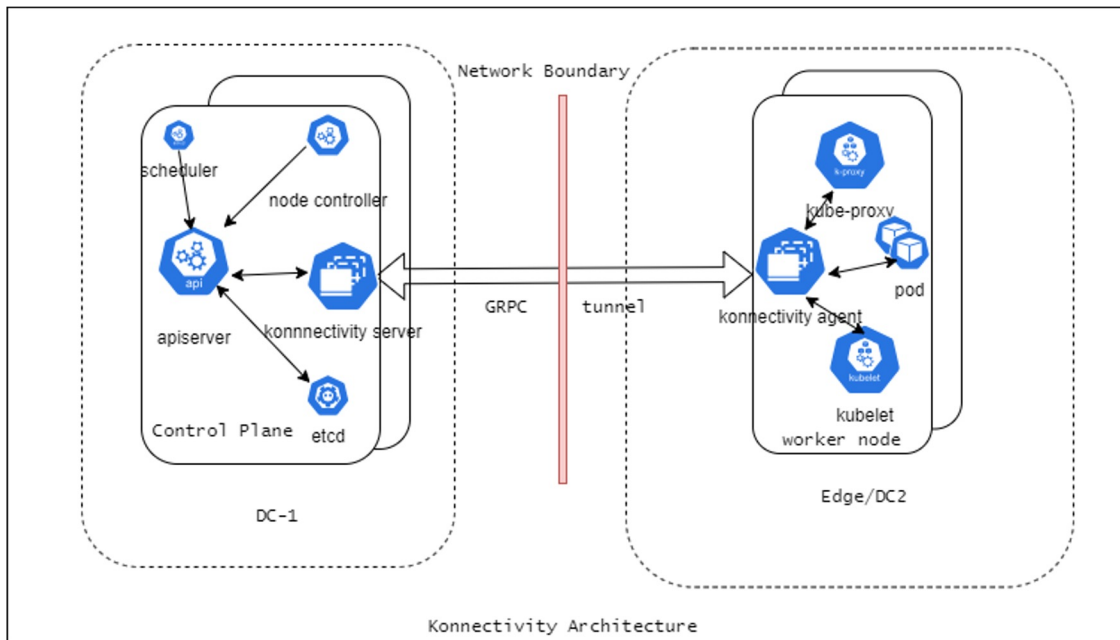 Network Boundary
scheduler
node controller
api
apiserver
konnnectivity server
etcd
Control Plane
DC-1
GRPC tunnel
k-proxy
kube-proxy
pod
konnectivity agent
kubelet
kubelet
worker node
Edge/DC2
Konnectivity Architecture